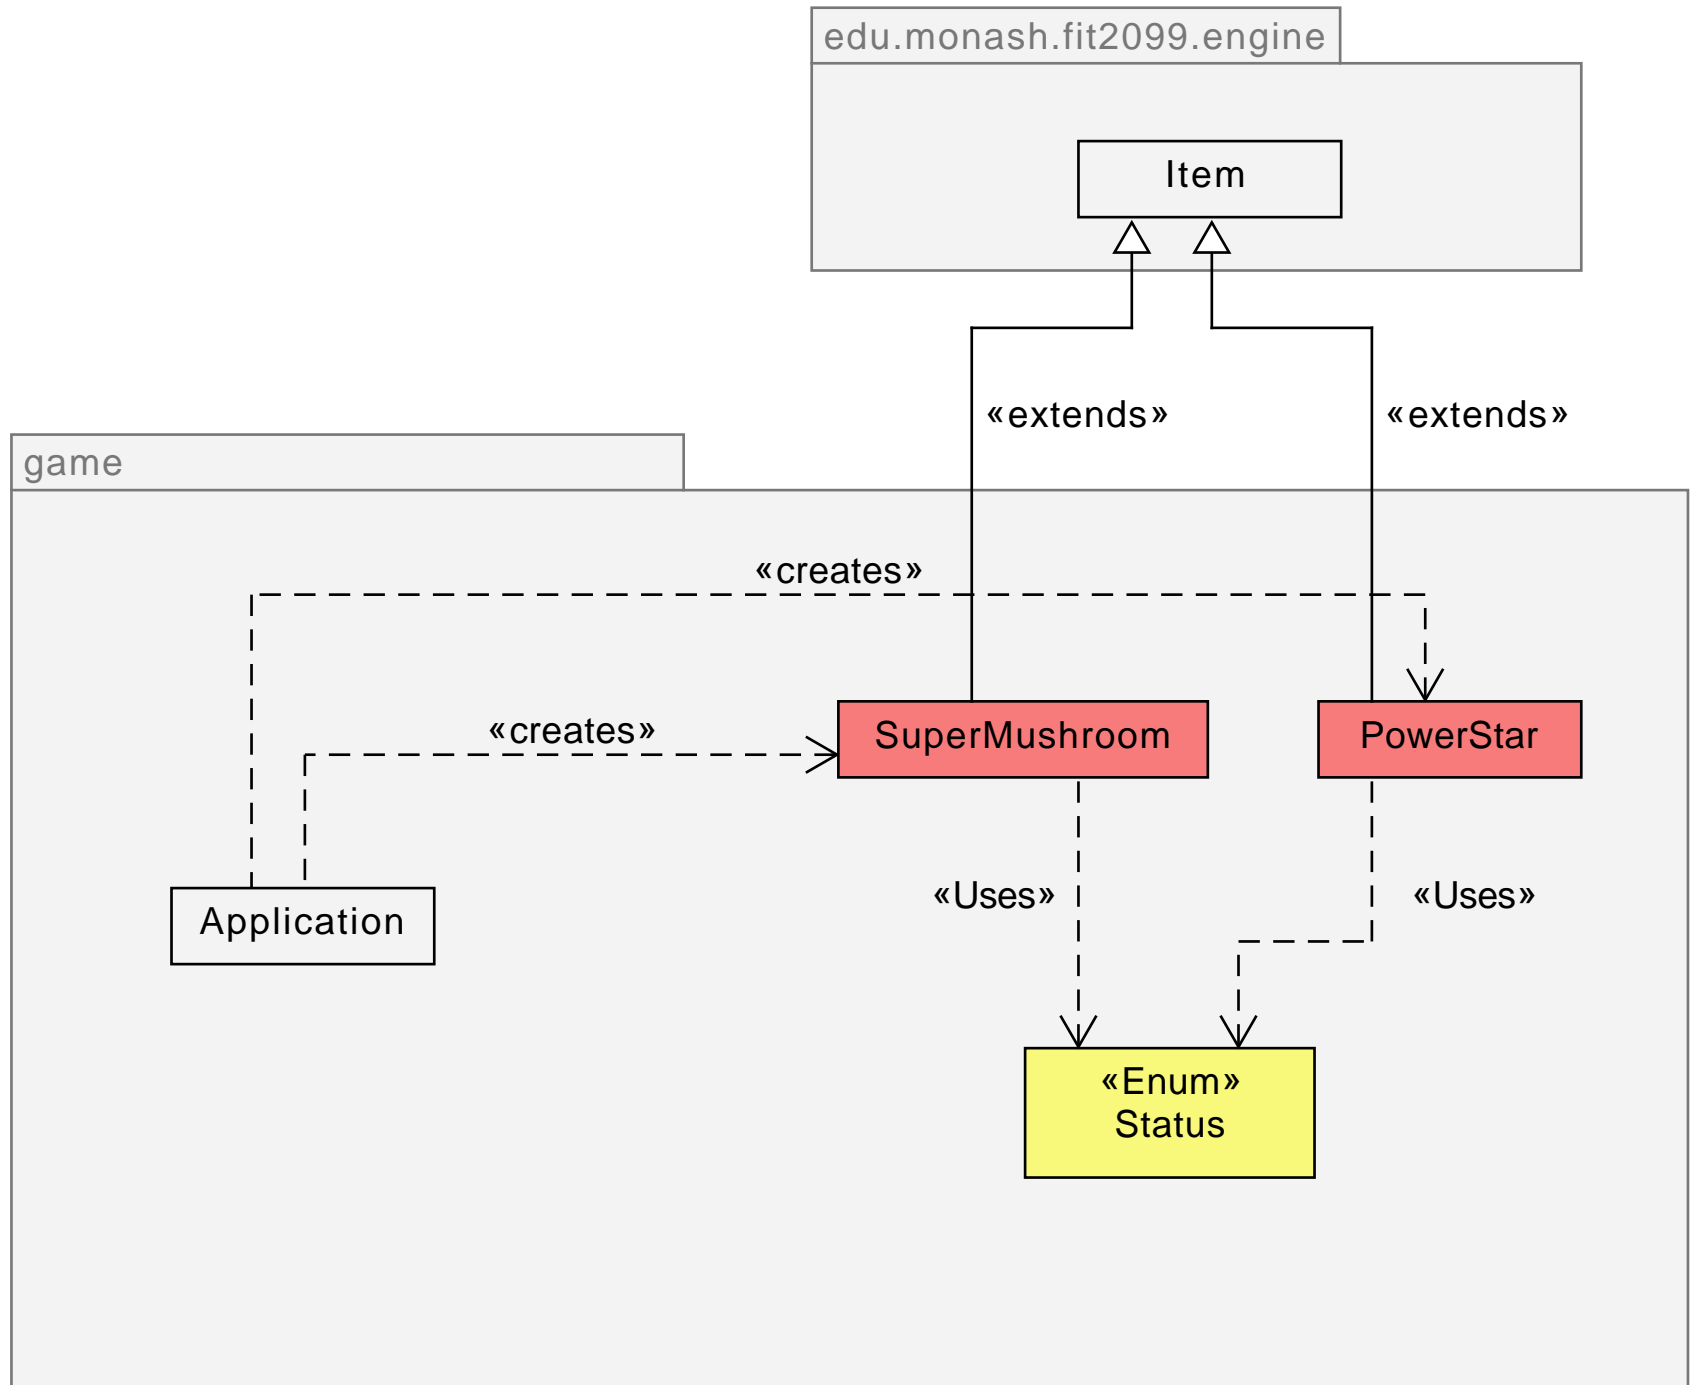 edu.monash.fit2099.engine
Item
«extends»
«extends»
game
«creates»
«creates»
SuperMushroom
PowerStar
«Uses»
«Uses»
Application
«Enum»
Status